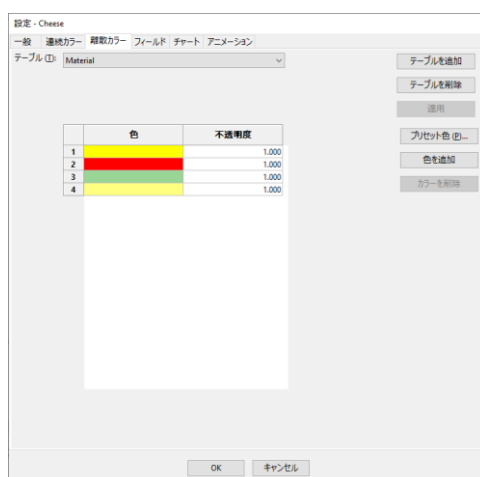 設定 - Cheese
一般 連続カラー 離散カラー フィールド チャート アニメーション
テーブル (T): Material
テーブルを追加
テーブルを削除
適用
プリセット色 (P)...
色を追加
カラーを削除
色 不透明度
1 1.000
2 1.000
3 1.000
4 1.000
OK キャンセル